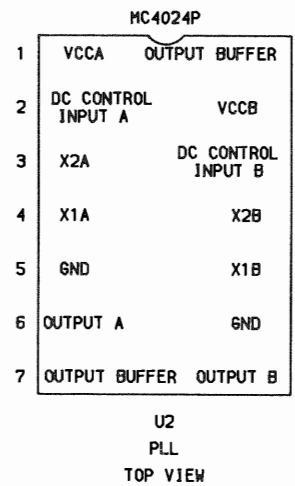 MC4024P
1 VCCA OUTPUT BUFFER
2 DC CONTROL INPUT A VCCB
3 X2A DC CONTROL INPUT B
4 X1A X2B
5 GND X1B
6 OUTPUT A GND
7 OUTPUT BUFFER OUTPUT B
U2
PLL
TOP VIEW